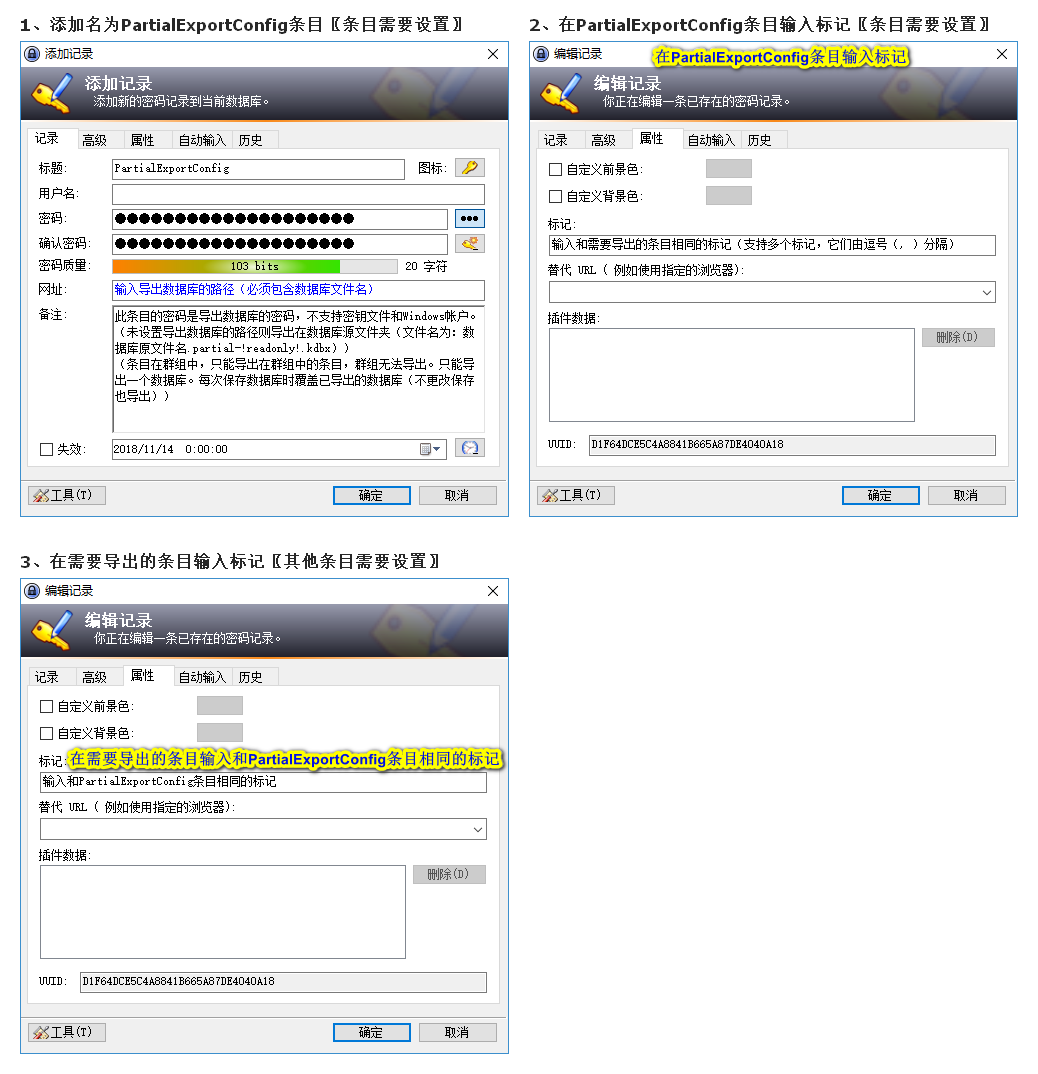 1、添加名为PartialExportConfig条目〖条目需要设置〗
添加记录
添加记录
添加新的密码记录到当前数据库。
记录 高级 属性 自动输入 历史
标题: PartialExportConfig 图标:
用户名:
密码: ●●●●●●●●●●●●●●●●●●●●
确认密码: ●●●●●●●●●●●●●●●●●●●●
密码质量: 103 bits 20 字符
网址: 输入导出数据库的路径（必须包含数据库文件名）
备注: 此条目的密码是导出数据库的密码，不支持密钥文件和Windows帐户。
（未设置导出数据库的路径则导出在数据库源文件夹（文件名为：数
据库原文件名.partial-!readonly!.kdbx））
（条目在群组中，只能导出在群组中的条目，群组无法导出。只能导
出一个数据库。每次保存数据库时覆盖已导出的数据库（不更改保存
也导出））
失效: 2018/11/14 0:00:00
工具(T) 确定 取消
2、在PartialExportConfig条目输入标记〖条目需要设置〗
编辑记录
在PartialExportConfig条目输入标记
编辑记录
你正在编辑一条已存在的密码记录。
记录 高级 属性 自动输入 历史
自定义前景色:
自定义背景色:
标记:
输入和需要导出的条目相同的标记（支持多个标记，它们由逗号（, ）分隔）
替代 URL ( 例如使用指定的浏览器):
插件数据:
删除(D)
UUID: D1F64DCE5C4A8841B665A87DE4040A18
工具(T) 确定 取消
3、在需要导出的条目输入标记〖其他条目需要设置〗
编辑记录
编辑记录
你正在编辑一条已存在的密码记录。
记录 高级 属性 自动输入 历史
自定义前景色:
自定义背景色:
标记: 在需要导出的条目输入和PartialExportConfig条目相同的标记
输入和PartialExportConfig条目相同的标记
替代 URL ( 例如使用指定的浏览器):
插件数据:
删除(D)
UUID: D1F64DCE5C4A8841B665A87DE4040A18
工具(T) 确定 取消